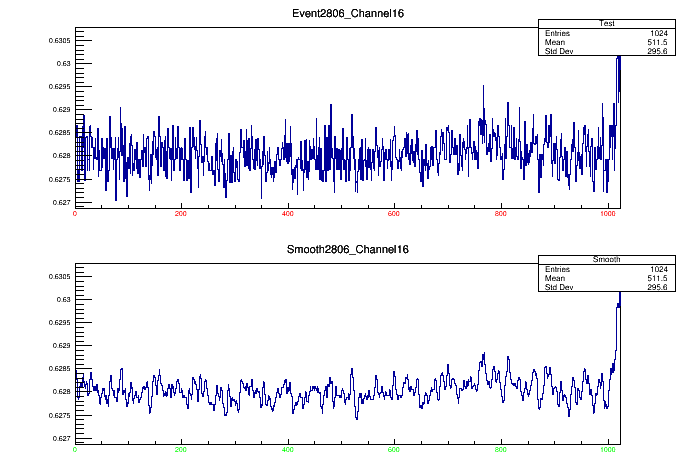 Event2806_Channel16
Test
Entries 1024
Mean 511.5
Std Dev 295.6
0.6305
0.63
0.6295
0.629
0.6285
0.628
0.6275
0.627
0 200 400 600 800 1000
Smooth2806_Channel16
Smooth
Entries 1024
Mean 511.5
Std Dev 295.6
0.6305
0.63
0.6295
0.629
0.6285
0.628
0.6275
0.627
0 200 400 600 800 1000